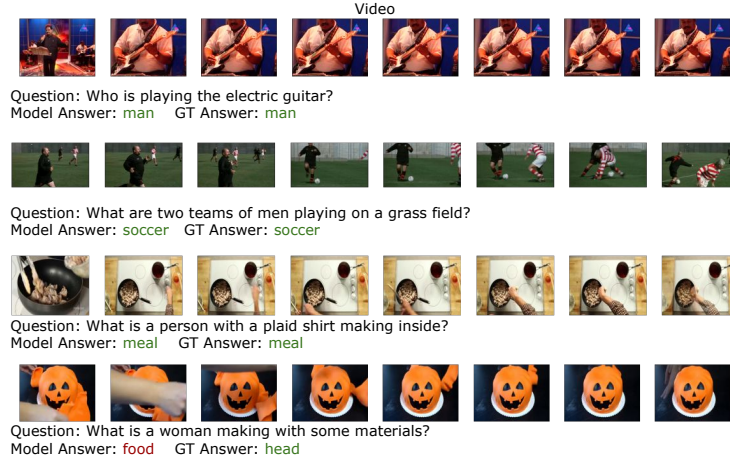 Video
Question: Who is playing the electric guitar?
Model Answer: man GT Answer: man
Question: What are two teams of men playing on a grass field?
Model Answer: soccer GT Answer: soccer
Question: What is a person with a plaid shirt making inside?
Model Answer: meal GT Answer: meal
Question: What is a woman making with some materials?
Model Answer: food GT Answer: head